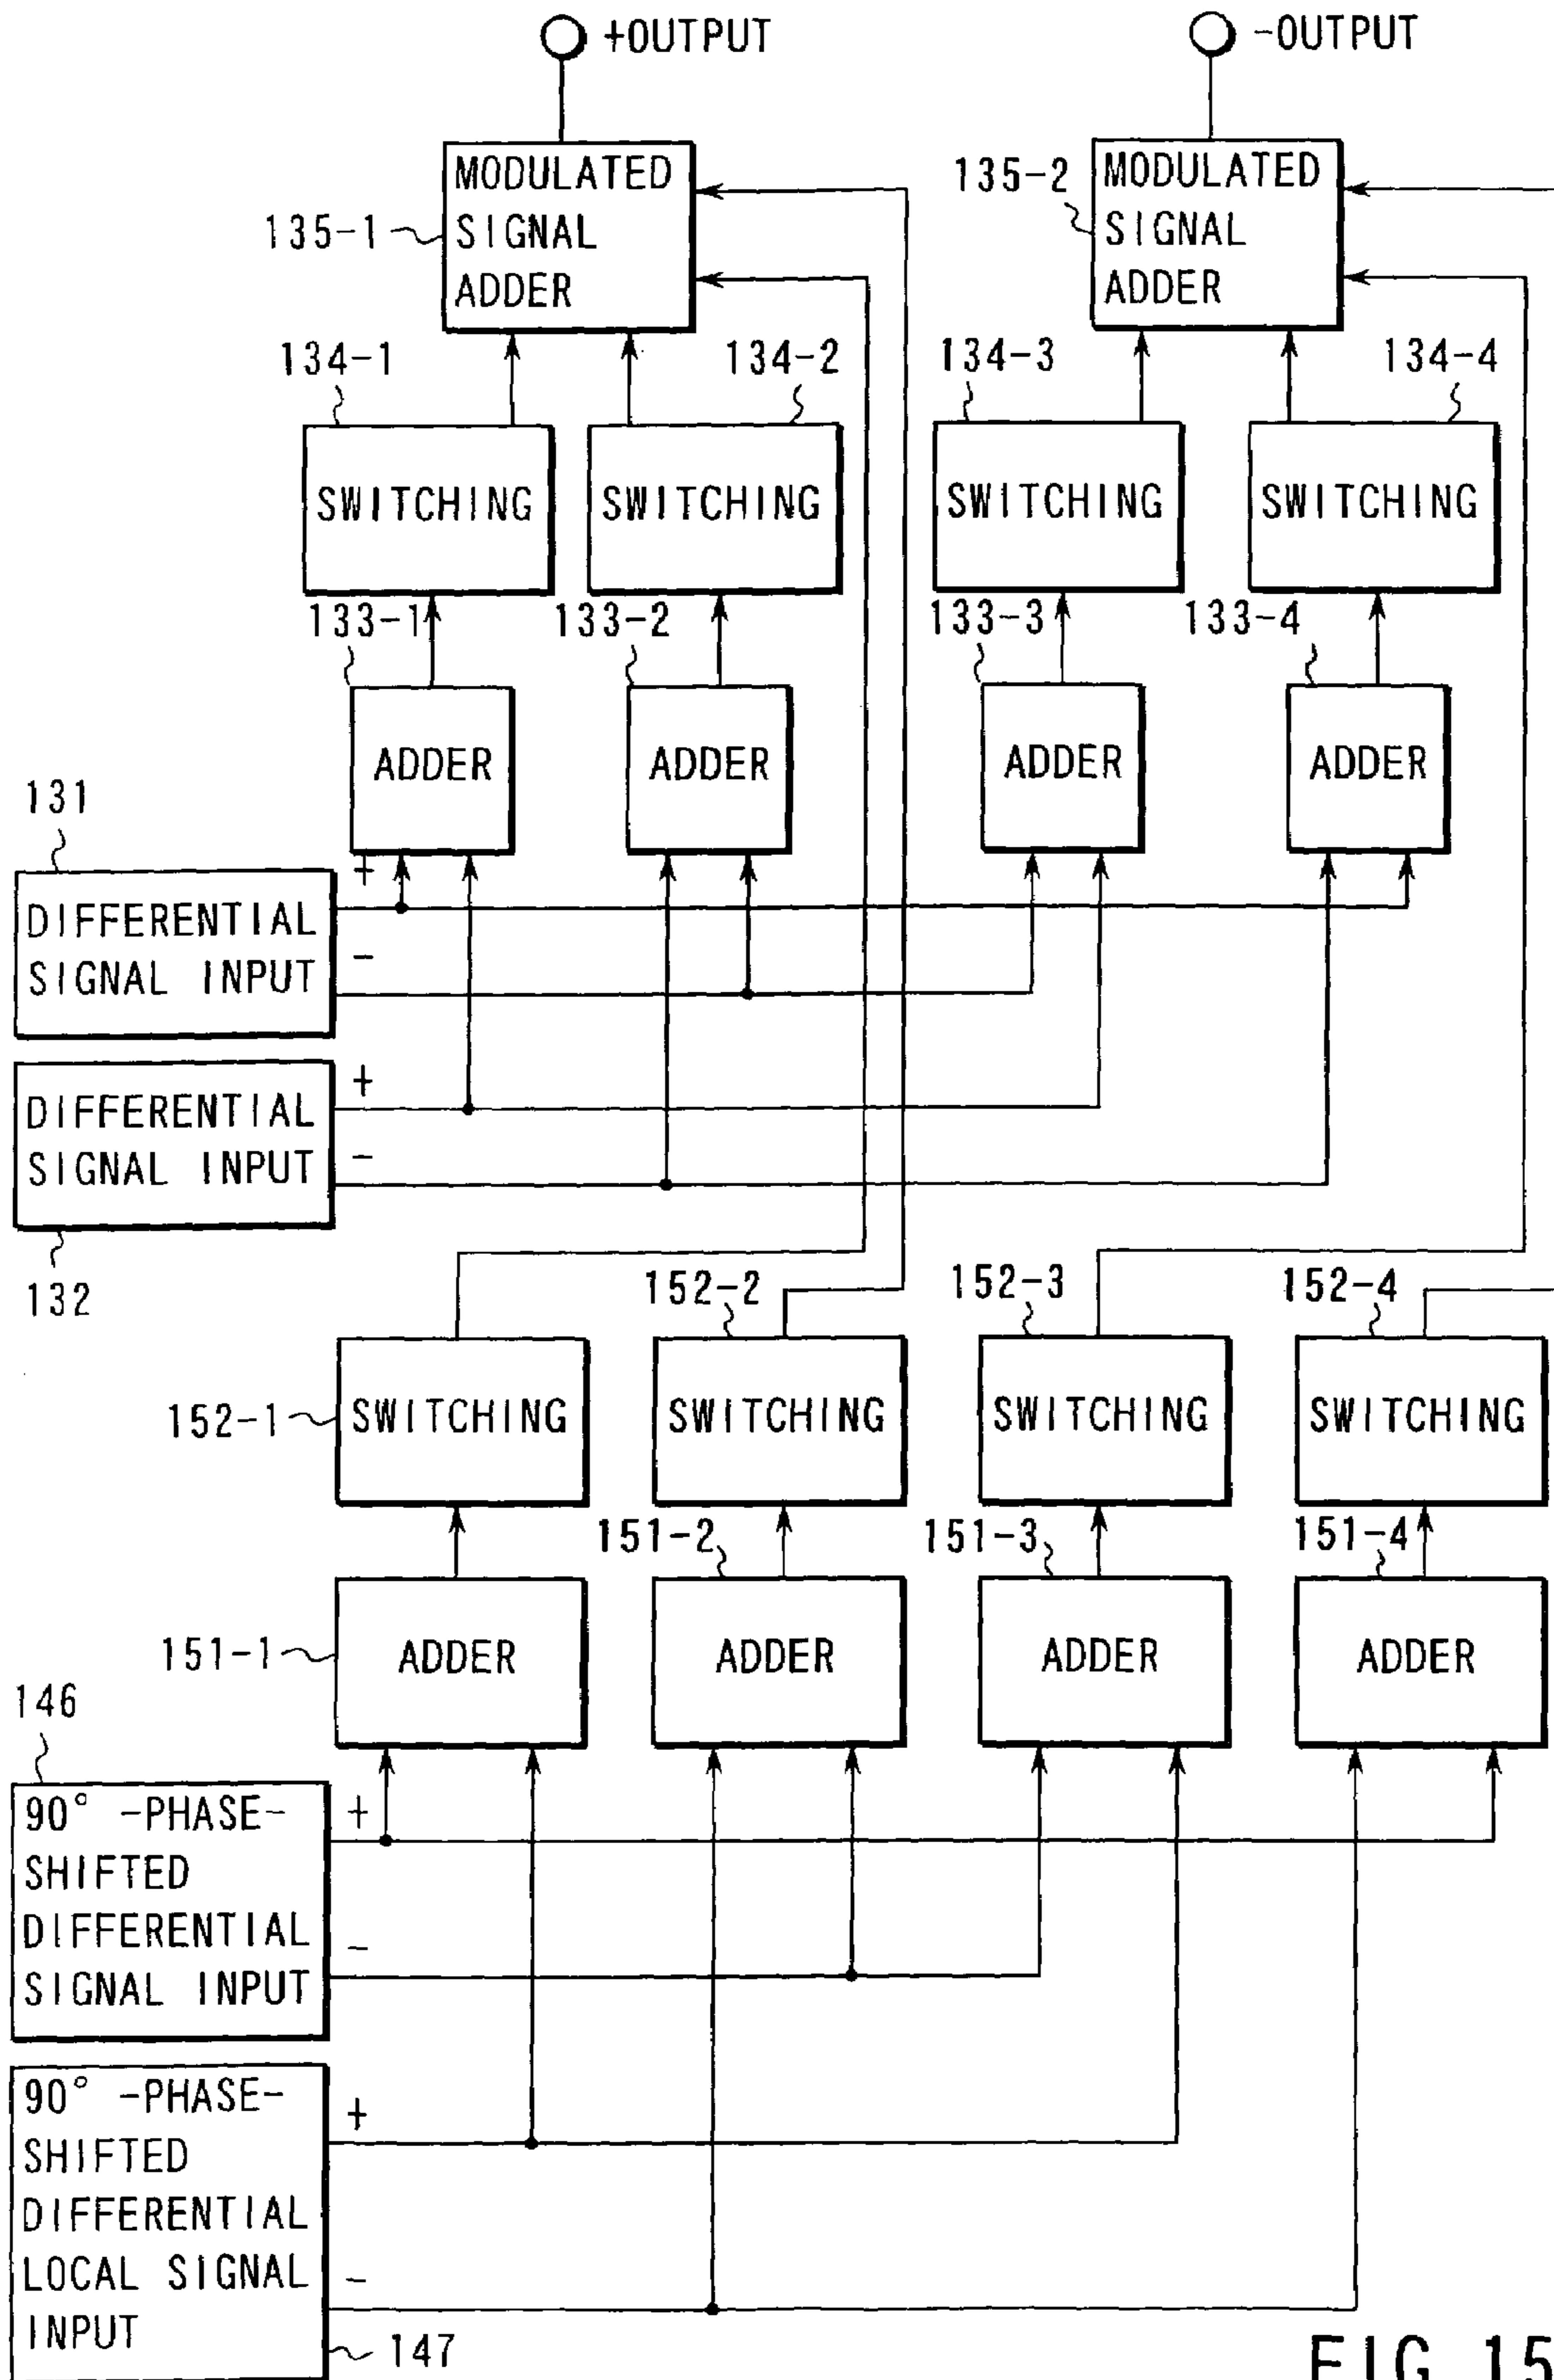 +OUTPUT
-OUTPUT
MODULATED
SIGNAL
ADDER
135-1
135-2
MODULATED
SIGNAL
ADDER
134-1
134-2
134-3
134-4
SWITCHING
SWITCHING
SWITCHING
SWITCHING
133-1
133-2
133-3
133-4
ADDER
ADDER
ADDER
ADDER
131
DIFFERENTIAL
SIGNAL INPUT
+
-
DIFFERENTIAL
SIGNAL INPUT
+
-
132
152-2
152-3
152-4
152-1
SWITCHING
SWITCHING
SWITCHING
SWITCHING
151-2
151-3
151-4
151-1
ADDER
ADDER
ADDER
ADDER
146
90° -PHASE-
SHIFTED
DIFFERENTIAL
SIGNAL INPUT
+
-
90° -PHASE-
SHIFTED
DIFFERENTIAL
LOCAL SIGNAL
INPUT
+
-
147
FIG. 15